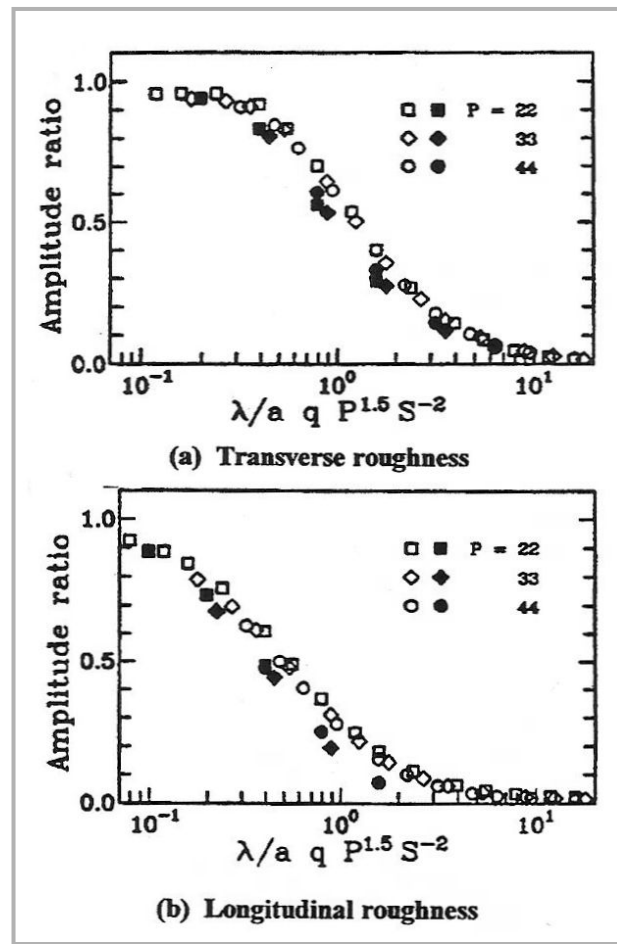 Amplitude ratio
1.0
0.5
0.0
P = 22
33
44
10⁻¹ 10⁰ 10¹
λ/a q P¹·⁵ S⁻²
(a) Transverse roughness
Amplitude ratio
1.0
0.5
0.0
P = 22
33
44
10⁻¹ 10⁰ 10¹
λ/a q P¹·⁵ S⁻²
(b) Longitudinal roughness